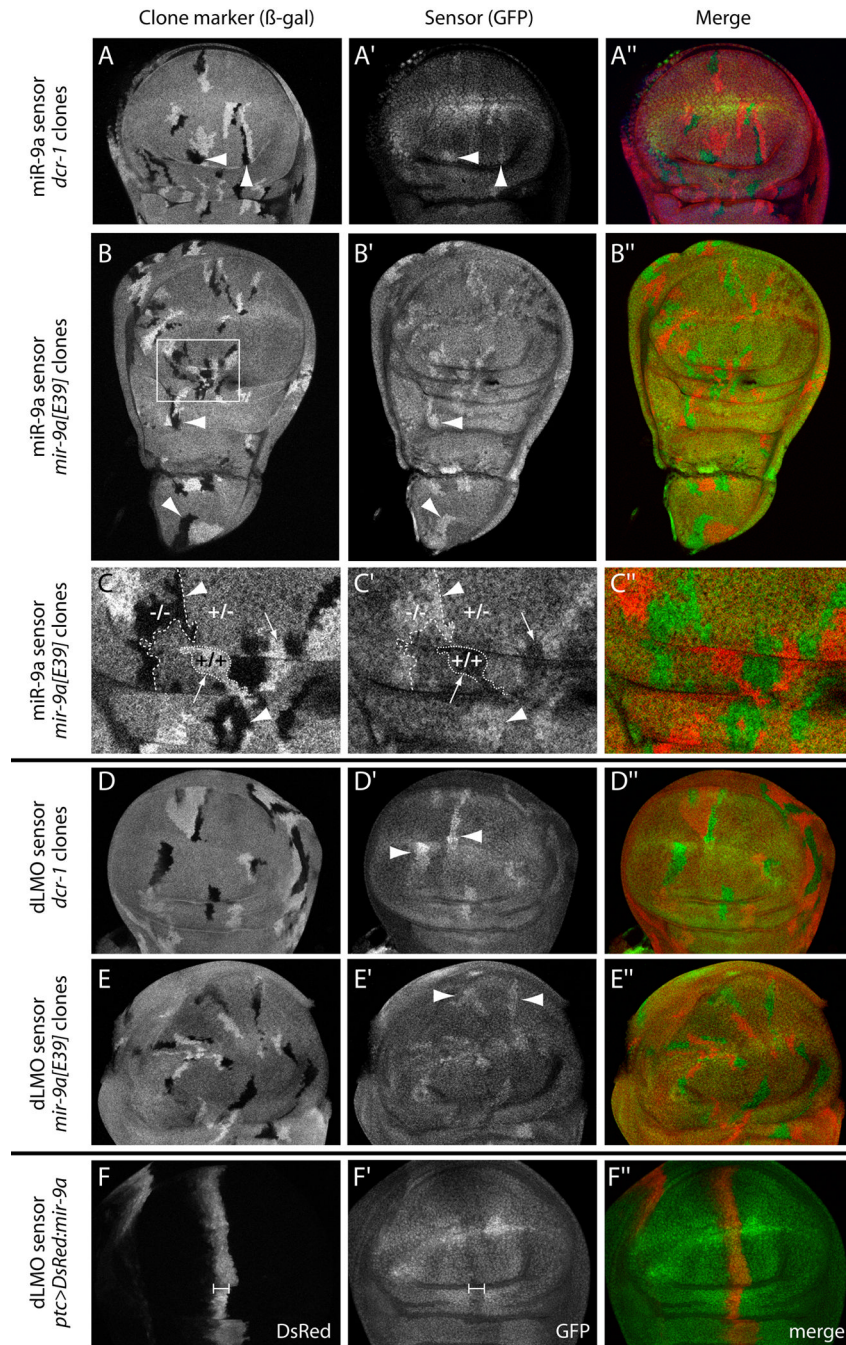 Clone marker (ß-gal)
Sensor (GFP)
Merge
miR-9a sensor
dcr-1 clones
A
A'
A''
miR-9a sensor
mir-9a[E39] clones
B
B'
B''
miR-9a sensor
mir-9a[E39] clones
C
-/-
+/-
+/+
C'
-/-
+/-
+/+
C''
dLMO sensor
dcr-1 clones
D
D'
D''
dLMO sensor
mir-9a[E39] clones
E
E'
E''
dLMO sensor
ptc>DsRed:mir-9a
F
DsRed
F'
GFP
F''
merge